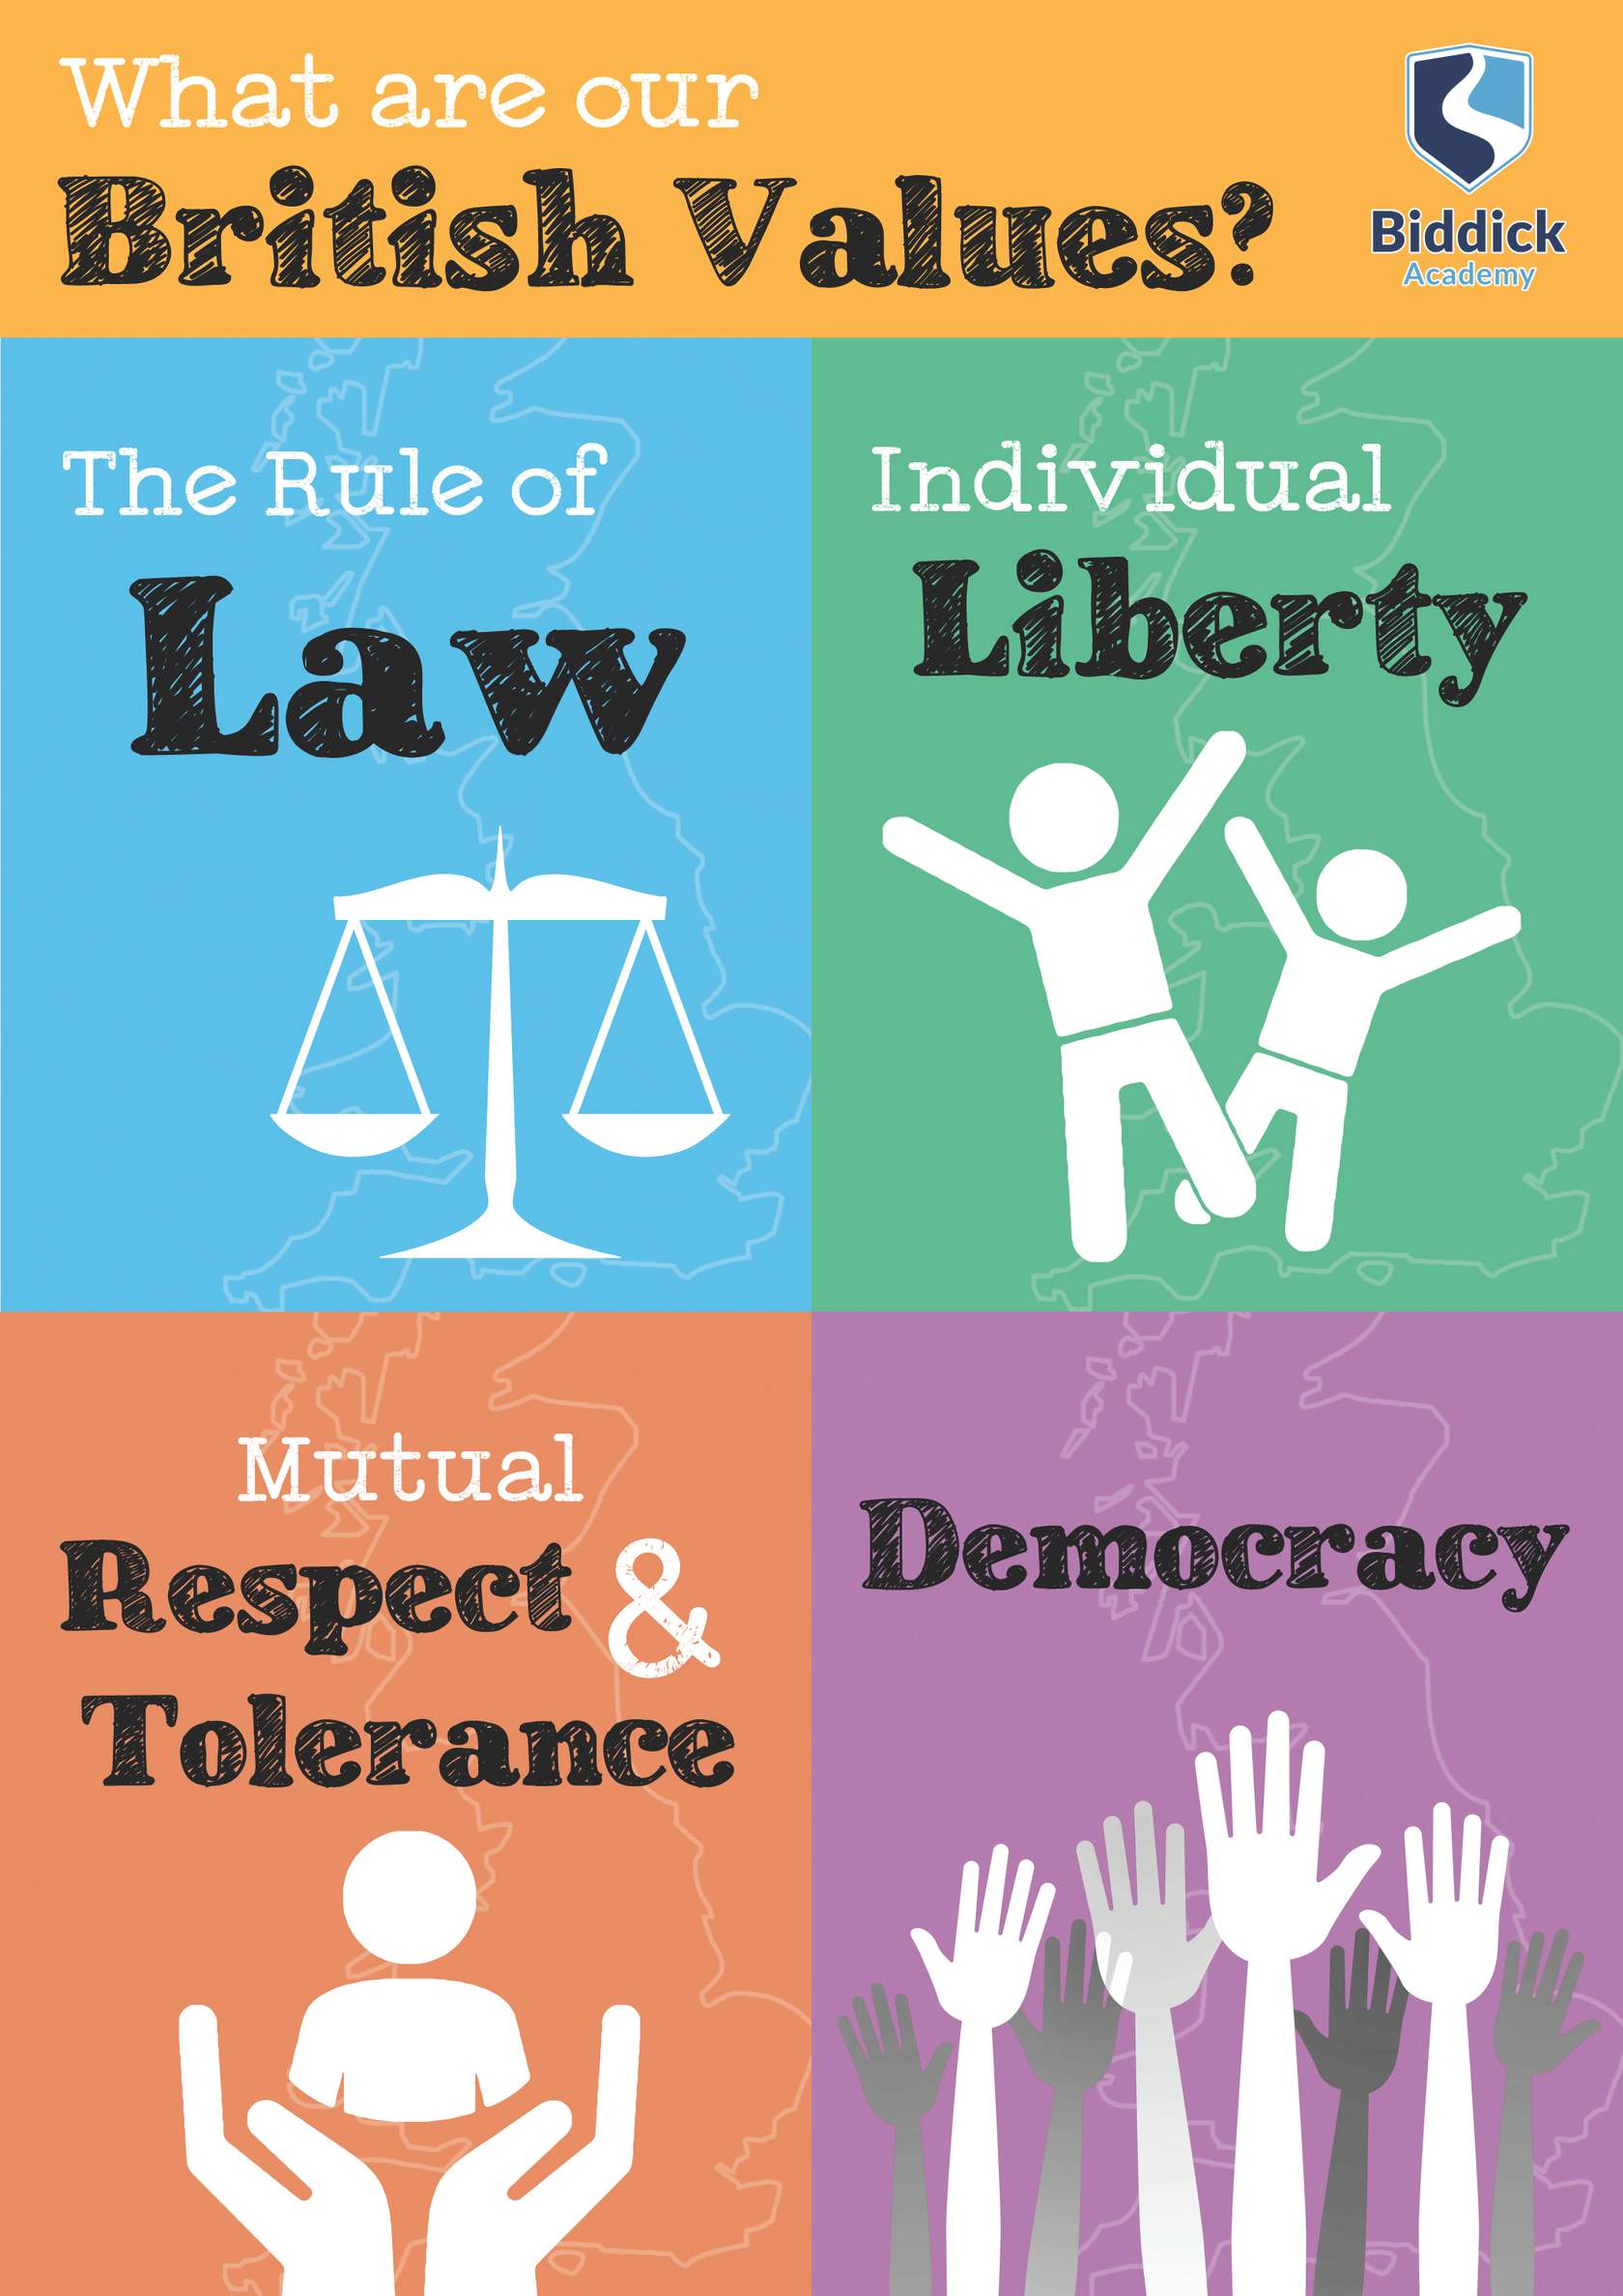 What are our
British Values?
Biddick
Academy
The Rule of
Law
Individual
Liberty
Mutual
Respect &
Tolerance
Democracy